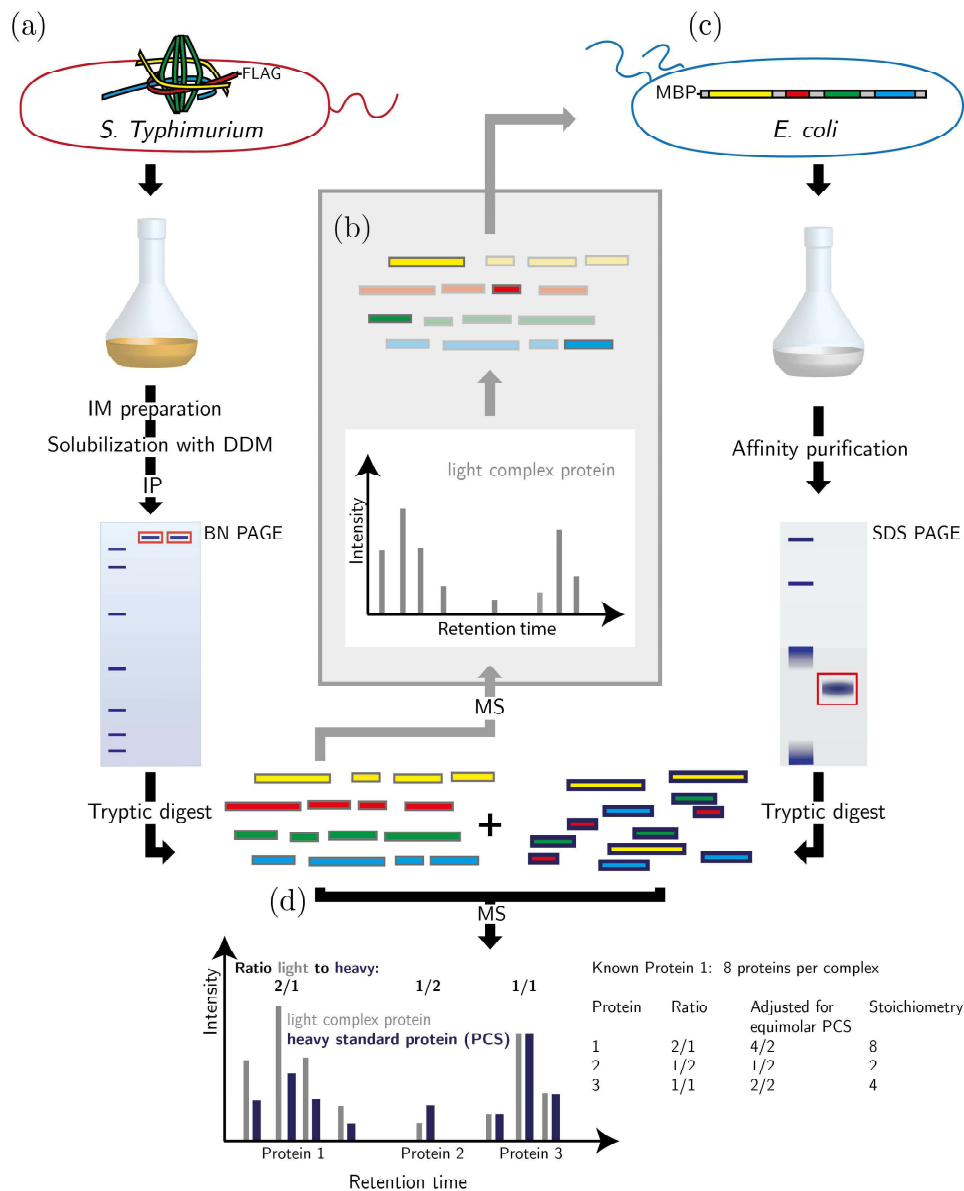 (a)
(c)
FLAG
S. Typhimurium
MBP
E. coli
(b)
IM preparation
Solubilization with DDM
IP
BN PAGE
light complex protein
Intensity
Retention time
Affinity purification
SDS PAGE
MS
Tryptic digest
+
Tryptic digest
(d)
MS
Ratio light to heavy:
2/1 1/2 1/1
light complex protein
heavy standard protein (PCS)
Intensity
Protein 1 Protein 2 Protein 3
Retention time
Known Protein 1: 8 proteins per complex
Protein Ratio Adjusted for Stoichiometry
equimolar PCS
1 2/1 4/2 8
2 1/2 1/2 2
3 1/1 2/2 4